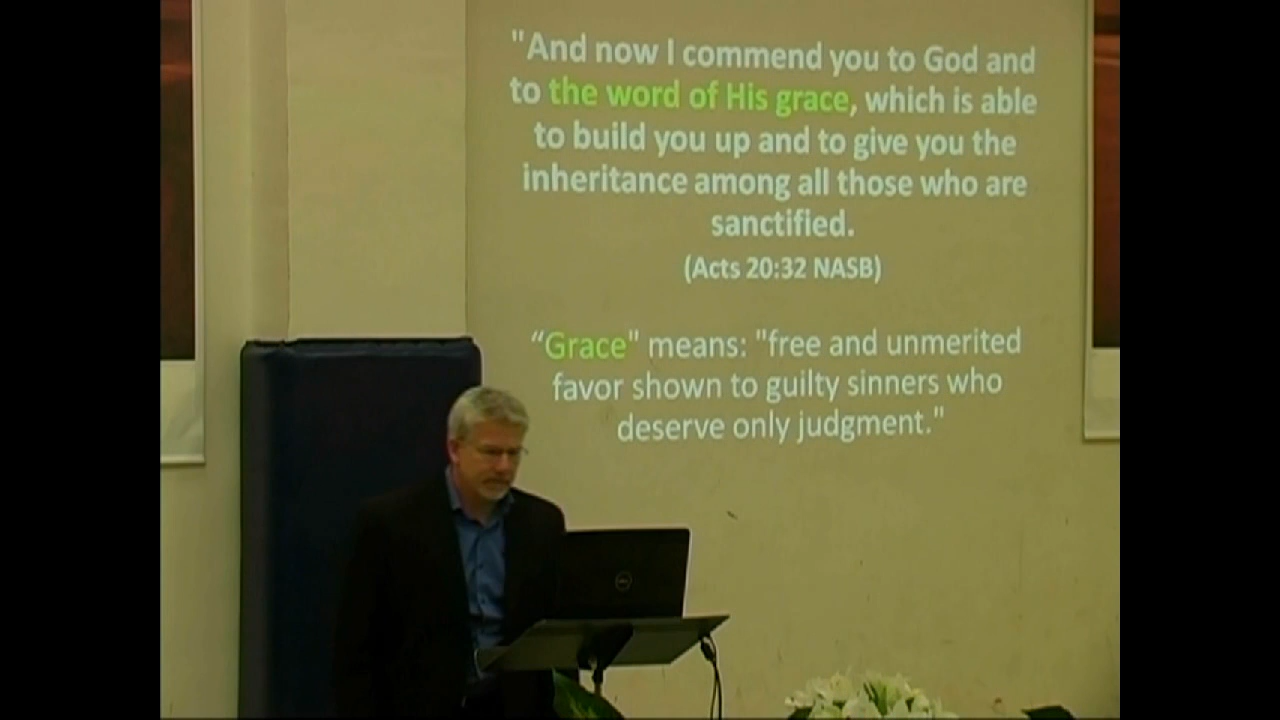 "And now I commend you to God and
to the word of His grace, which is able
to build you up and to give you the
inheritance among all those who are
sanctified.
(Acts 20:32 NASB)
“Grace" means: "free and unmerited
favor shown to guilty sinners who
deserve only judgment."